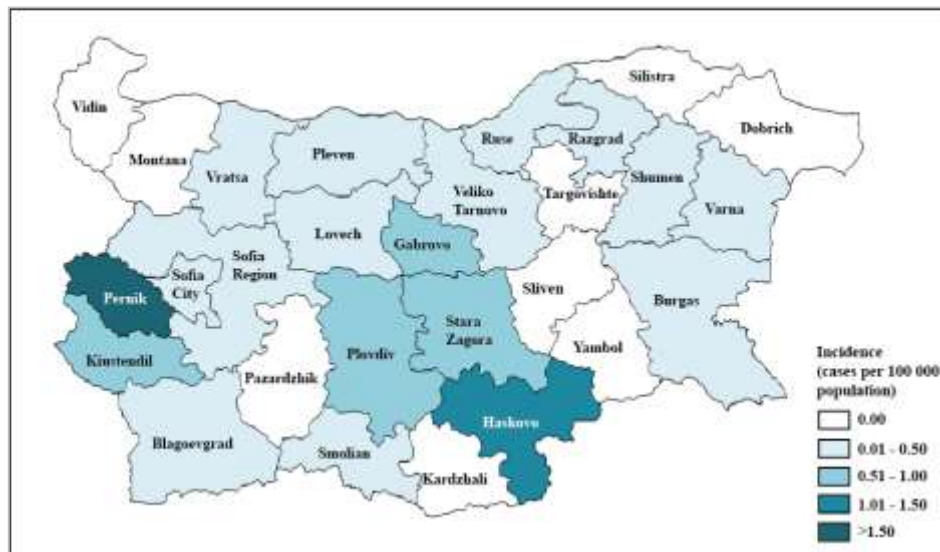 Vidin
Montana
Vratsa
Pleven
Lovech
Veliko
Tarnovo
Gabrovo
Ruse
Razgrad
Silistra
Dobrich
Targovishte
Shumen
Varna
Sofia
Region
Sofia
City
Pernik
Kiustendil
Blagoevgrad
Pazardzhik
Plovdiv
Smolian
Stara
Zagora
Haskovo
Kardzhali
Sliven
Yambol
Burgas
Incidence
(cases per 100 000
population)
0.00
0.01 - 0.50
0.51 - 1.00
1.01 - 1.50
>1.50